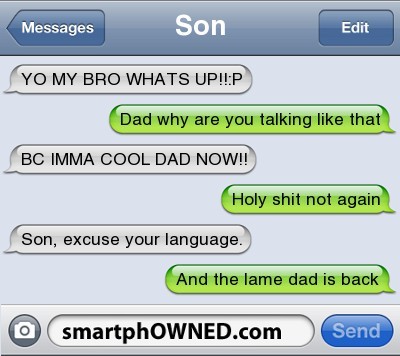 Messages
Son
Edit
YO MY BRO WHATS UP!!:P
Dad why are you talking like that
BC IMMA COOL DAD NOW!!
Holy shit not again
Son, excuse your language.
And the lame dad is back
smartphOWNED.com
Send